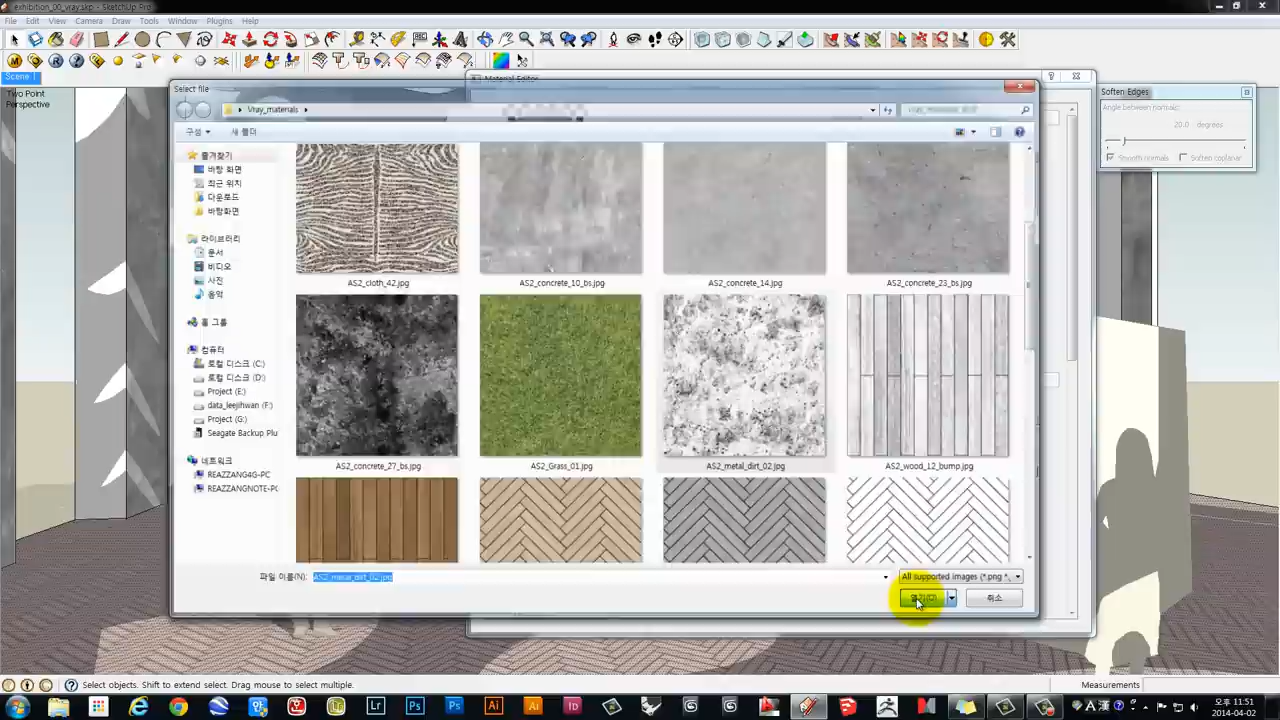 exhibition_00_vray.skp - SketchUp Pro
File Edit View Camera Draw Tools Window Plugins Help
Scene 1
Two Point
Perspective
Material Editor
Select file
Vray_materials
구성
새 폴더
즐겨찾기
바탕 화면
최근 위치
다운로드
바탕화면
라이브러리
문서
비디오
사진
음악
홈 그룹
컴퓨터
로컬 디스크 (C:)
로컬 디스크 (D:)
Project (E:)
data_leejihwan (F:)
Project (G:)
Seagate Backup Plu
네트워크
REAZZANG4G-PC
REAZZANGNOTE-PC
AS2_cloth_42.jpg
AS2_concrete_10_bs.jpg
AS2_concrete_14.jpg
AS2_concrete_23_bs.jpg
AS2_concrete_27_bs.jpg
AS2_Grass_01.jpg
AS2_metal_dirt_02.jpg
AS2_wood_12_bump.jpg
파일 이름(N):
AS2_metal_dirt_02.jpg
All supported images (*.png *.
열기(O)
취소
Soften Edges
Angle between normals:
20.0 degrees
Smooth normals
Soften coplanar
Select objects. Shift to extend select. Drag mouse to select multiple.
Measurements
오후 11:51
2014-04-02